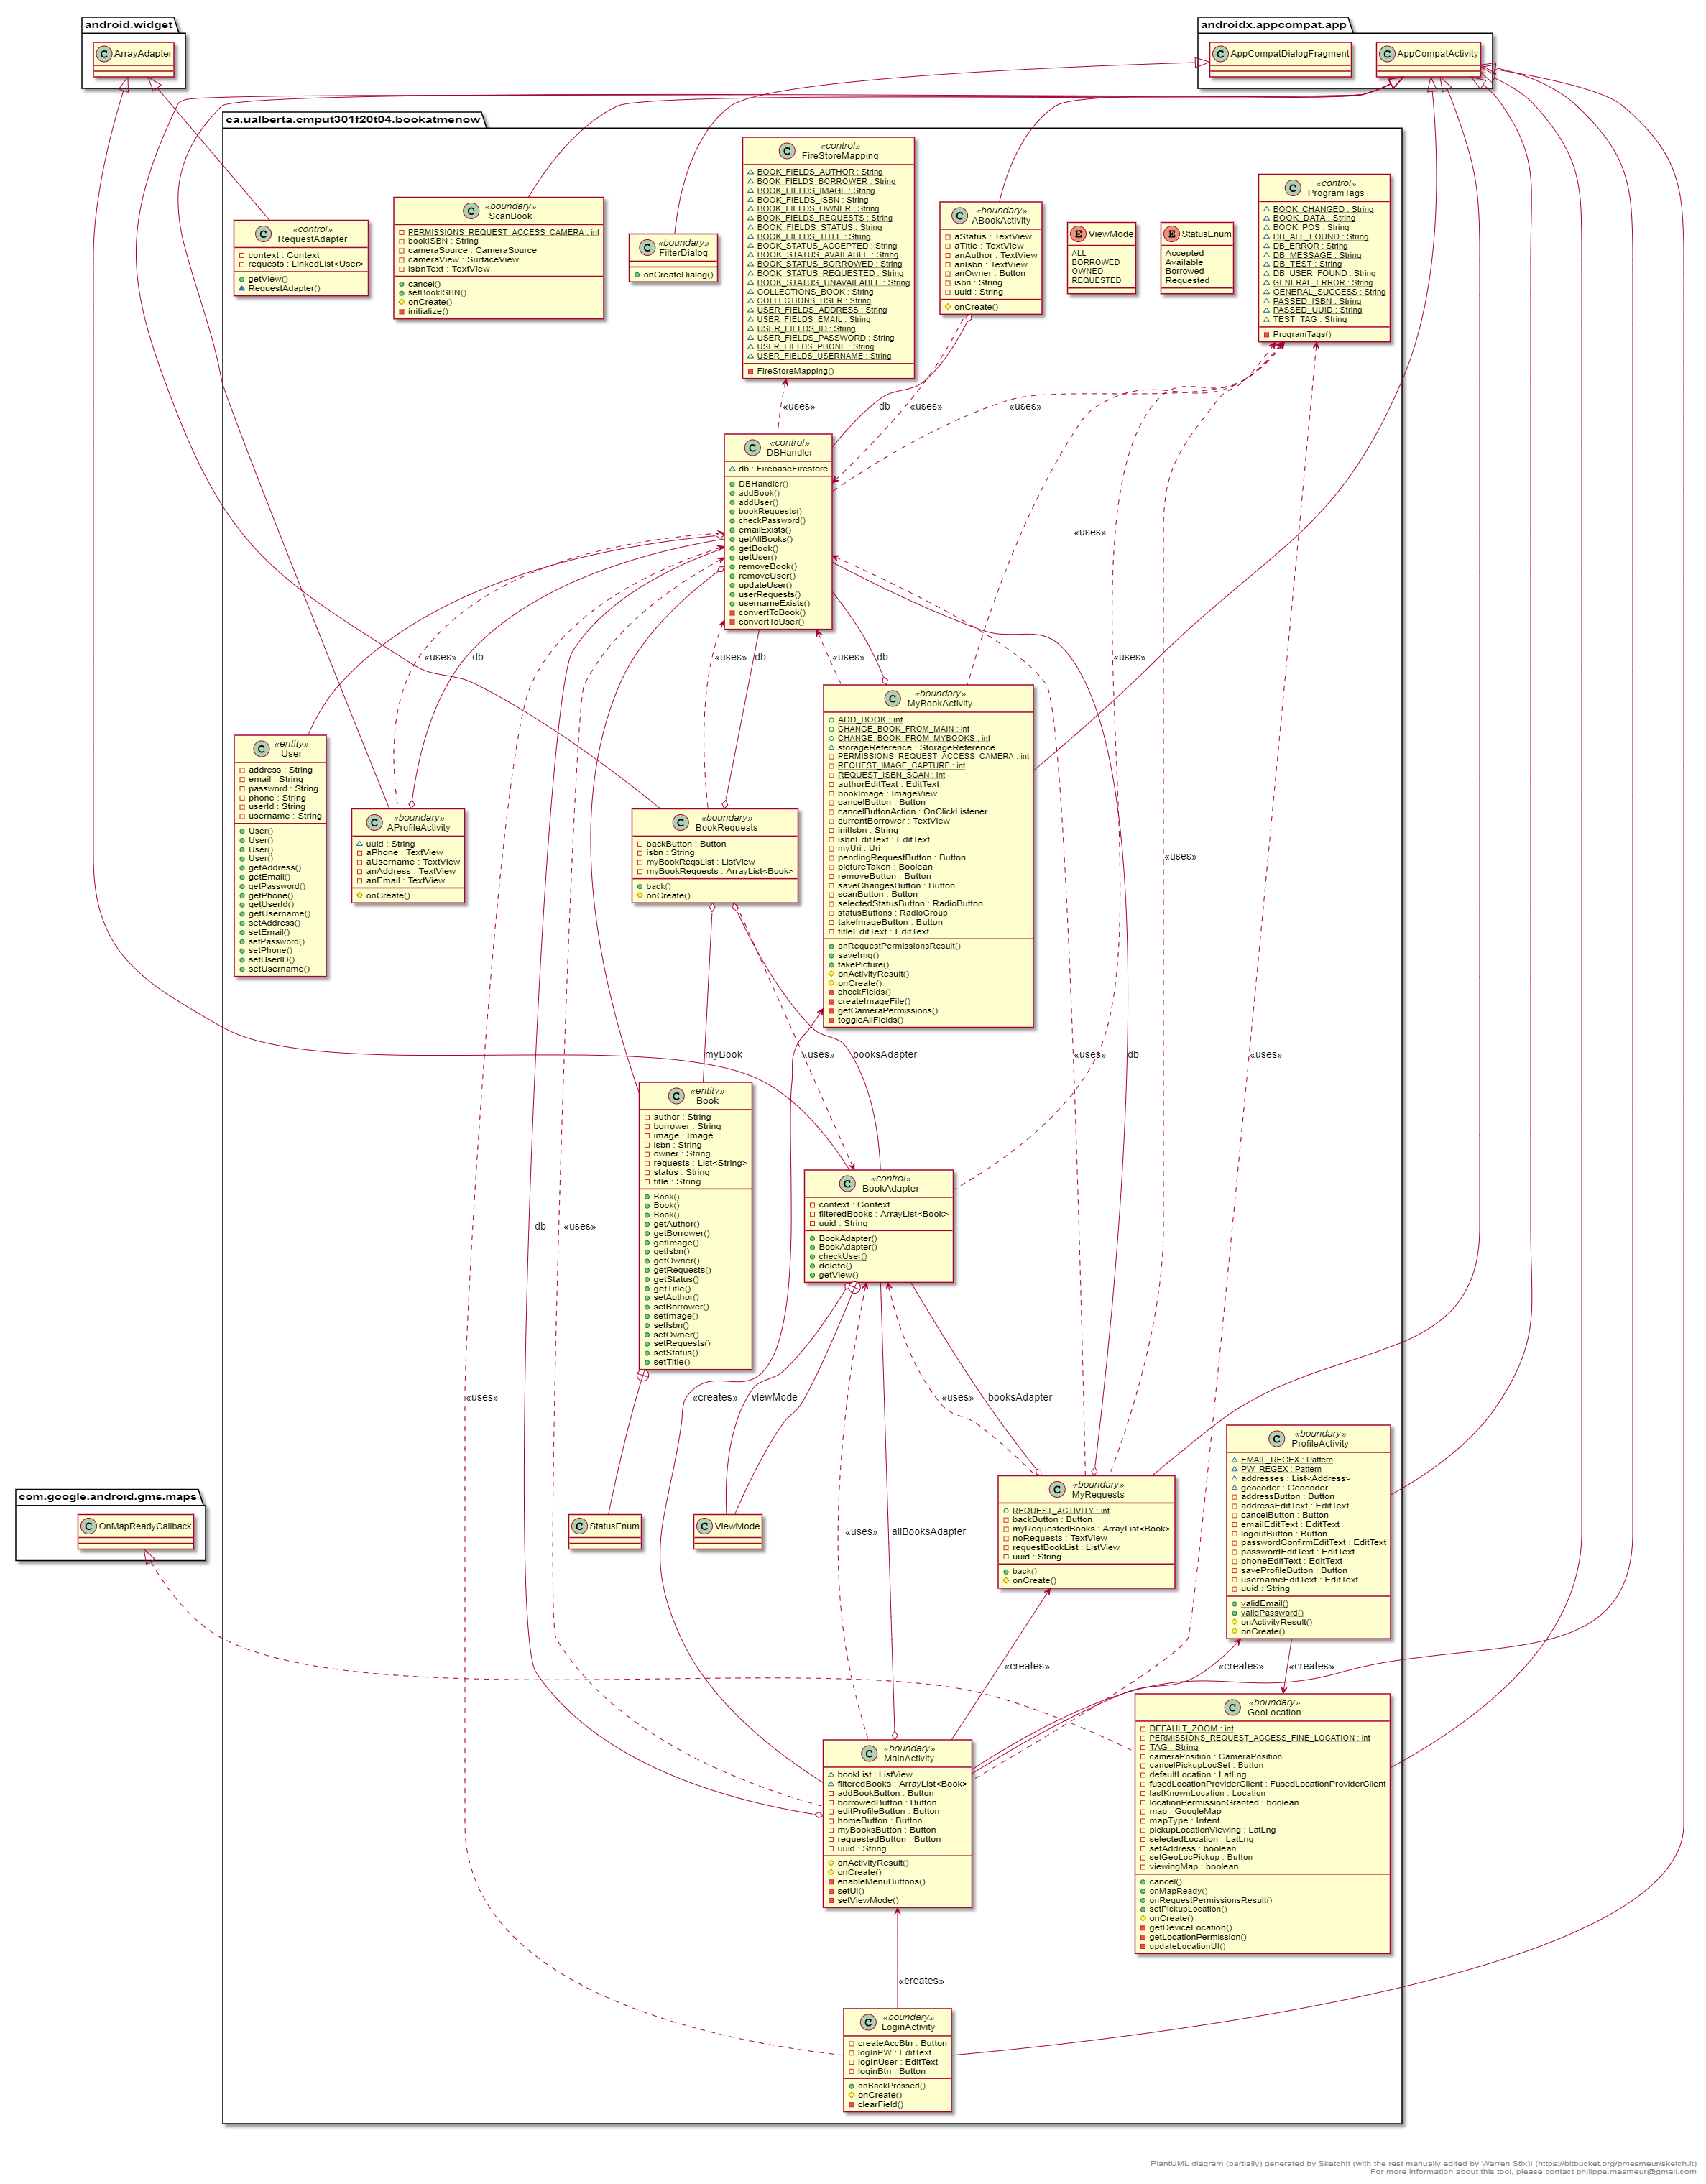 android.widget
ArrayAdapter
androidx.appcompat.app
AppCompatDialogFragment
AppCompatActivity
ca.ualberta.cmput301f20t04.bookatmenow
«control»
FireStoreMapping
BOOK_FIELDS_AUTHOR : String
BOOK_FIELDS_BORROWER : String
BOOK_FIELDS_IMAGE : String
BOOK_FIELDS_ISBN : String
BOOK_FIELDS_OWNER : String
BOOK_FIELDS_REQUESTS : String
BOOK_FIELDS_STATUS : String
BOOK_FIELDS_TITLE : String
BOOK_STATUS_ACCEPTED : String
BOOK_STATUS_AVAILABLE : String
BOOK_STATUS_BORROWED : String
BOOK_STATUS_REQUESTED : String
BOOK_STATUS_UNAVAILABLE : String
COLLECTIONS_BOOK : String
COLLECTIONS_USER : String
USER_FIELDS_ADDRESS : String
USER_FIELDS_EMAIL : String
USER_FIELDS_ID : String
USER_FIELDS_PASSWORD : String
USER_FIELDS_PHONE : String
USER_FIELDS_USERNAME : String
FireStoreMapping()
«control»
ProgramTags
BOOK_CHANGED : String
BOOK_DATA : String
BOOK_POS : String
DB_ALL_FOUND : String
DB_ERROR : String
DB_MESSAGE : String
DB_TEST : String
DB_USER_FOUND : String
GENERAL_ERROR : String
GENERAL_SUCCESS : String
PASSED_ISBN : String
PASSED_UUID : String
TEST_TAG : String
ProgramTags()
«boundary»
ScanBook
PERMISSIONS_REQUEST_ACCESS_CAMERA : int
bookISBN : String
cameraSource : CameraSource
cameraView : SurfaceView
isbnText : TextView
cancel()
setBookISBN()
onCreate()
initialize()
«control»
RequestAdapter
context : Context
requests : LinkedList<User>
getView()
RequestAdapter()
«boundary»
FilterDialog
onCreateDialog()
«boundary»
ABookActivity
aStatus : TextView
aTitle : TextView
anAuthor : TextView
anIsbn : TextView
anOwner : Button
isbn : String
uuid : String
onCreate()
ViewMode
ALL
BORROWED
OWNED
REQUESTED
StatusEnum
Accepted
Available
Borrowed
Requested
«uses»
db
«uses»
«uses»
«control»
DBHandler
db : FirebaseFirestore
DBHandler()
addBook()
addUser()
bookRequests()
checkPassword()
emailExists()
getAllBooks()
getBook()
getUser()
removeBook()
removeUser()
updateUser()
userRequests()
usernameExists()
convertToBook()
convertToUser()
«uses»
«uses»
db
«uses»
db
«uses»
db
«uses»
«boundary»
MyBookActivity
ADD_BOOK : int
CHANGE_BOOK_FROM_MAIN : int
CHANGE_BOOK_FROM_MYBOOKS : int
storageReference : StorageReference
PERMISSIONS_REQUEST_ACCESS_CAMERA : int
REQUEST_IMAGE_CAPTURE : int
REQUEST_ISBN_SCAN : int
authorEditText : EditText
bookImage : ImageView
cancelButton : Button
cancelButtonAction : OnClickListener
currentBorrower : TextView
initIsbn : String
isbnEditText : EditText
myUri : Uri
pendingRequestButton : Button
pictureTaken : Boolean
removeButton : Button
saveChangesButton : Button
scanButton : Button
selectedStatusButton : RadioButton
statusButtons : RadioGroup
takeImageButton : Button
titleEditText : EditText
onRequestPermissionsResult()
saveImg()
takePicture()
onActivityResult()
onCreate()
checkFields()
createImageFile()
getCameraPermissions()
toggleAllFields()
«entity»
User
address : String
email : String
password : String
phone : String
userId : String
username : String
User()
User()
User()
User()
getAddress()
getEmail()
getPassword()
getPhone()
getUserId()
getUsername()
setAddress()
setEmail()
setPassword()
setPhone()
setUserID()
setUsername()
«boundary»
AProfileActivity
uuid : String
aPhone : TextView
aUsername : TextView
anAddress : TextView
anEmail : TextView
onCreate()
«boundary»
BookRequests
backButton : Button
isbn : String
myBookReqsList : ListView
myBookRequests : ArrayList<Book>
back()
onCreate()
«uses»
myBook
«uses»
booksAdapter
«uses»
db
«uses»
«entity»
Book
author : String
borrower : String
image : Image
isbn : String
owner : String
requests : List<String>
status : String
title : String
Book()
Book()
Book()
getAuthor()
getBorrower()
getImage()
getIsbn()
getOwner()
getRequests()
getStatus()
getTitle()
setAuthor()
setBorrower()
setImage()
setIsbn()
setOwner()
setRequests()
setStatus()
setTitle()
«control»
BookAdapter
context : Context
filteredBooks : ArrayList<Book>
uuid : String
BookAdapter()
BookAdapter()
checkUser()
delete()
getView()
db
«uses»
«uses»
«creates»
viewMode
«uses»
booksAdapter
«boundary»
ProfileActivity
EMAIL_REGEX : Pattern
PW_REGEX : Pattern
addresses : List<Address>
geocoder : Geocoder
addressButton : Button
addressEditText : EditText
cancelButton : Button
emailEditText : EditText
logoutButton : Button
passwordConfirmEditText : EditText
passwordEditText : EditText
phoneEditText : EditText
saveProfileButton : Button
usernameEditText : EditText
uuid : String
validEmail()
validPassword()
onActivityResult()
onCreate()
com.google.android.gms.maps
OnMapReadyCallback
StatusEnum
ViewMode
«uses»
allBooksAdapter
«boundary»
MyRequests
REQUEST_ACTIVITY : int
backButton : Button
myRequestedBooks : ArrayList<Book>
noRequests : TextView
requestBookList : ListView
uuid : String
back()
onCreate()
«creates»
«creates»
«creates»
«boundary»
GeoLocation
DEFAULT_ZOOM : int
PERMISSIONS_REQUEST_ACCESS_FINE_LOCATION : int
TAG : String
cameraPosition : CameraPosition
cancelPickupLocSet : Button
defaultLocation : LatLng
fusedLocationProviderClient : FusedLocationProviderClient
lastKnownLocation : Location
locationPermissionGranted : boolean
map : GoogleMap
mapType : Intent
pickupLocationViewing : LatLng
selectedLocation : LatLng
setAddress : boolean
setGeoLocPickup : Button
viewingMap : boolean
cancel()
onMapReady()
onRequestPermissionsResult()
setPickupLocation()
onCreate()
getDeviceLocation()
getLocationPermission()
updateLocationUI()
«boundary»
MainActivity
bookList : ListView
filteredBooks : ArrayList<Book>
addBookButton : Button
borrowedButton : Button
editProfileButton : Button
homeButton : Button
myBooksButton : Button
requestedButton : Button
uuid : String
onActivityResult()
onCreate()
enableMenuButtons()
setUi()
setViewMode()
«creates»
«boundary»
LoginActivity
createAccBtn : Button
logInPW : EditText
logInUser : EditText
loginBtn : Button
onBackPressed()
onCreate()
clearField()
PlantUML diagram (partially) generated by SketchIt (with the rest manually edited by Warren Stix)! (https://bitbucket.org/pmesmeur/sketch.it)
For more information about this tool, please contact philippe.mesmeur@gmail.com